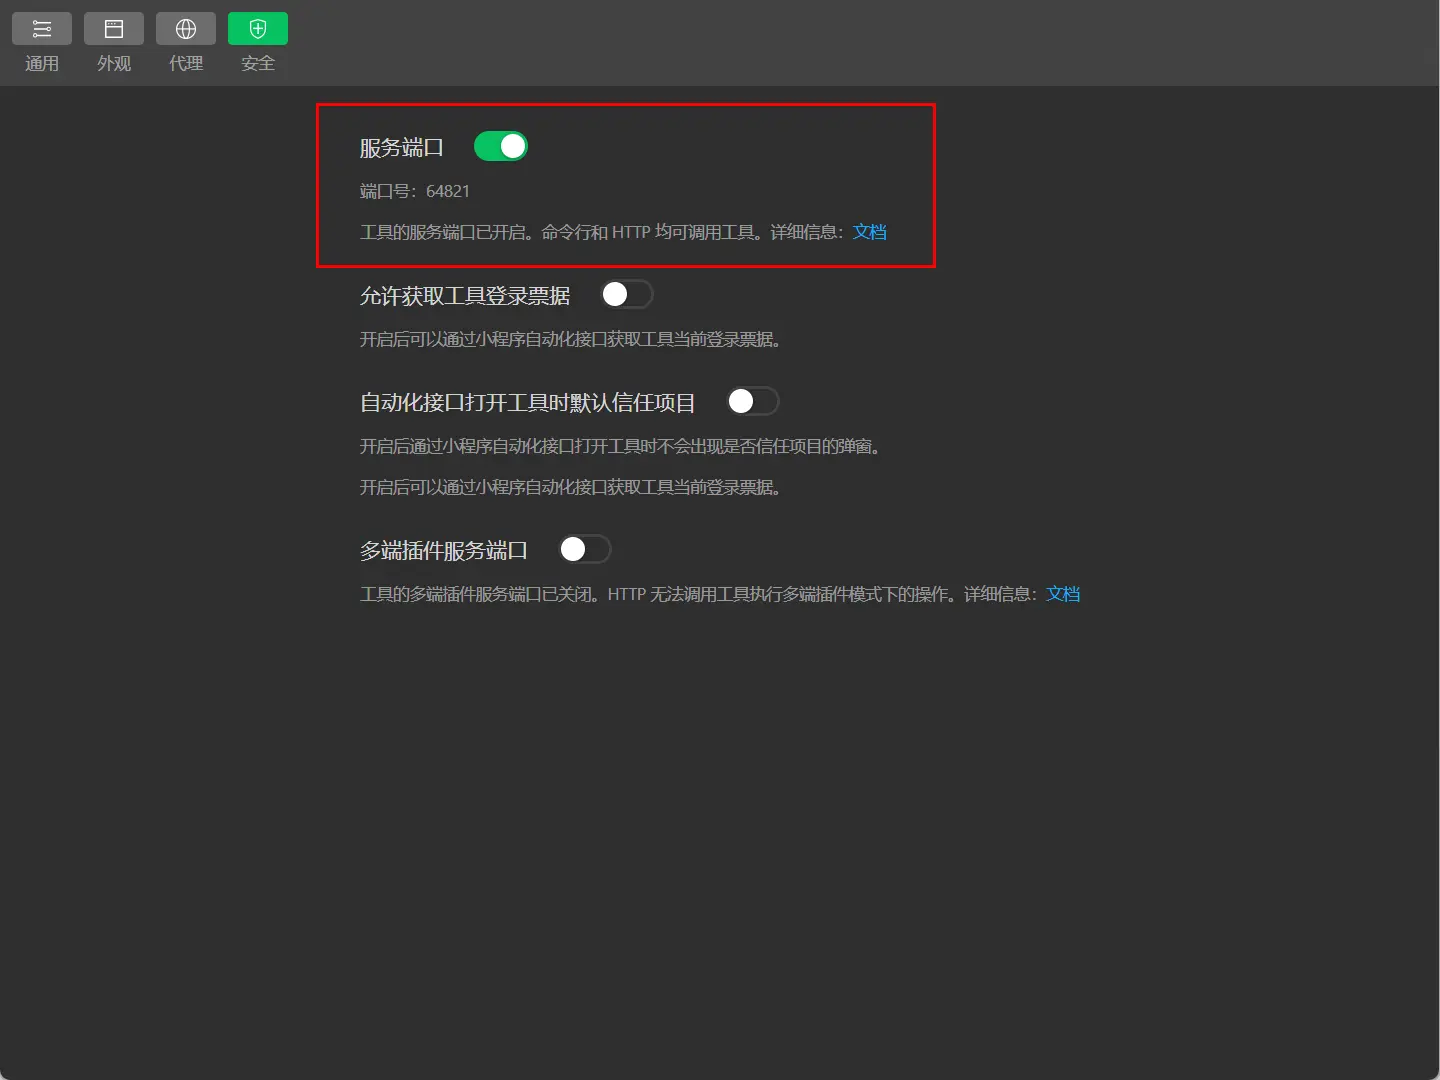 通用 外观 代理 安全
服务端口
端口号：64821
工具的服务端口已开启。命令行和 HTTP 均可调用工具。详细信息：文档
允许获取工具登录票据
开启后可以通过小程序自动化接口获取工具当前登录票据。
自动化接口打开工具时默认信任项目
开启后通过小程序自动化接口打开工具时不会出现是否信任项目的弹窗。
开启后可以通过小程序自动化接口获取工具当前登录票据。
多端插件服务端口
工具的多端插件服务端口已关闭。HTTP 无法调用工具执行多端插件模式下的操作。详细信息：文档